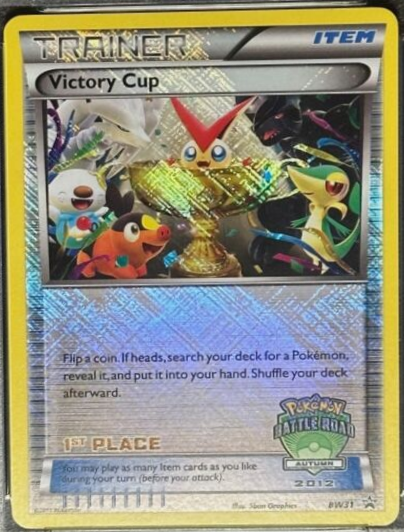 TRAINER
ITEM
Victory Cup
Flip a coin. If heads, search your deck for a Pokémon,
reveal it, and put it into your hand. Shuffle your deck
afterward.
POKéMON
BATTLE ROAD
AUTUMN
2012
1ST PLACE
You may play as many Item cards as you like
during your turn (before your attack).
Illus. Sban Graphics
BW31